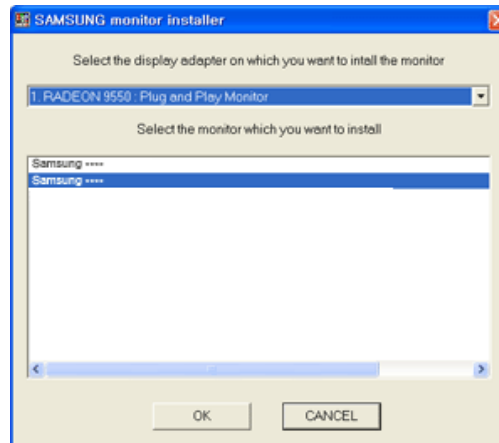 SAMSUNG monitor installer
Select the display adapter on which you want to intall the monitor
1. RADEON 9550 : Plug and Play Monitor
Select the monitor which you want to install
Samsung ----
Samsung ----
OK
CANCEL